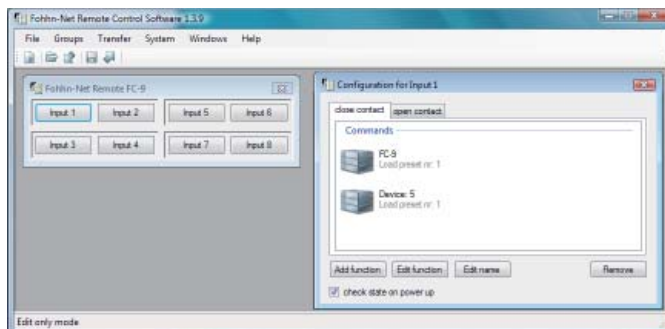 Fohhn-Net Remote Control Software 1.3.9
File Groups Transfer System Windows Help
Fohhn-Net Remote FC-9
Input 1 Input 2 Input 5 Input 6
Input 3 Input 4 Input 7 Input 8
Configuration for Input 1
close contact open contact
Commands
FC-9
Load preset nr: 1
Device: 5
Load preset nr: 1
Add function Edit function Edit name Remove
check state on power up
Edit only mode